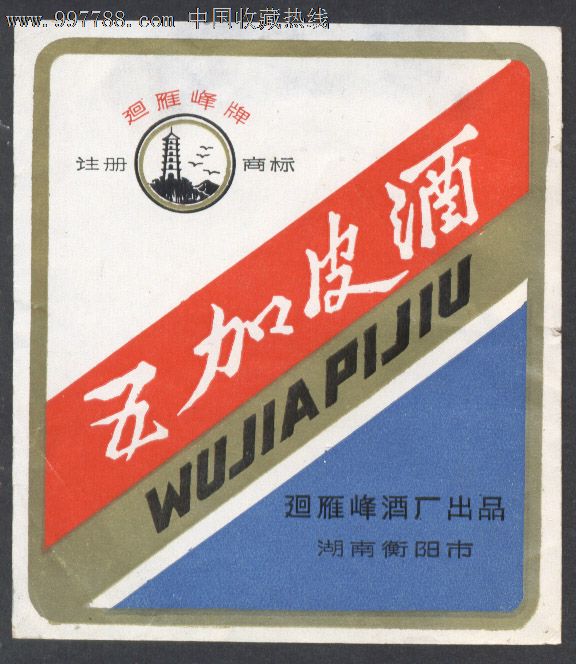 www.997788.com 中国收藏热线
迴雁峰牌
注册 商标
五加皮酒
WUJIAPIJIU
迴雁峰酒厂出品
湖南衡阳市